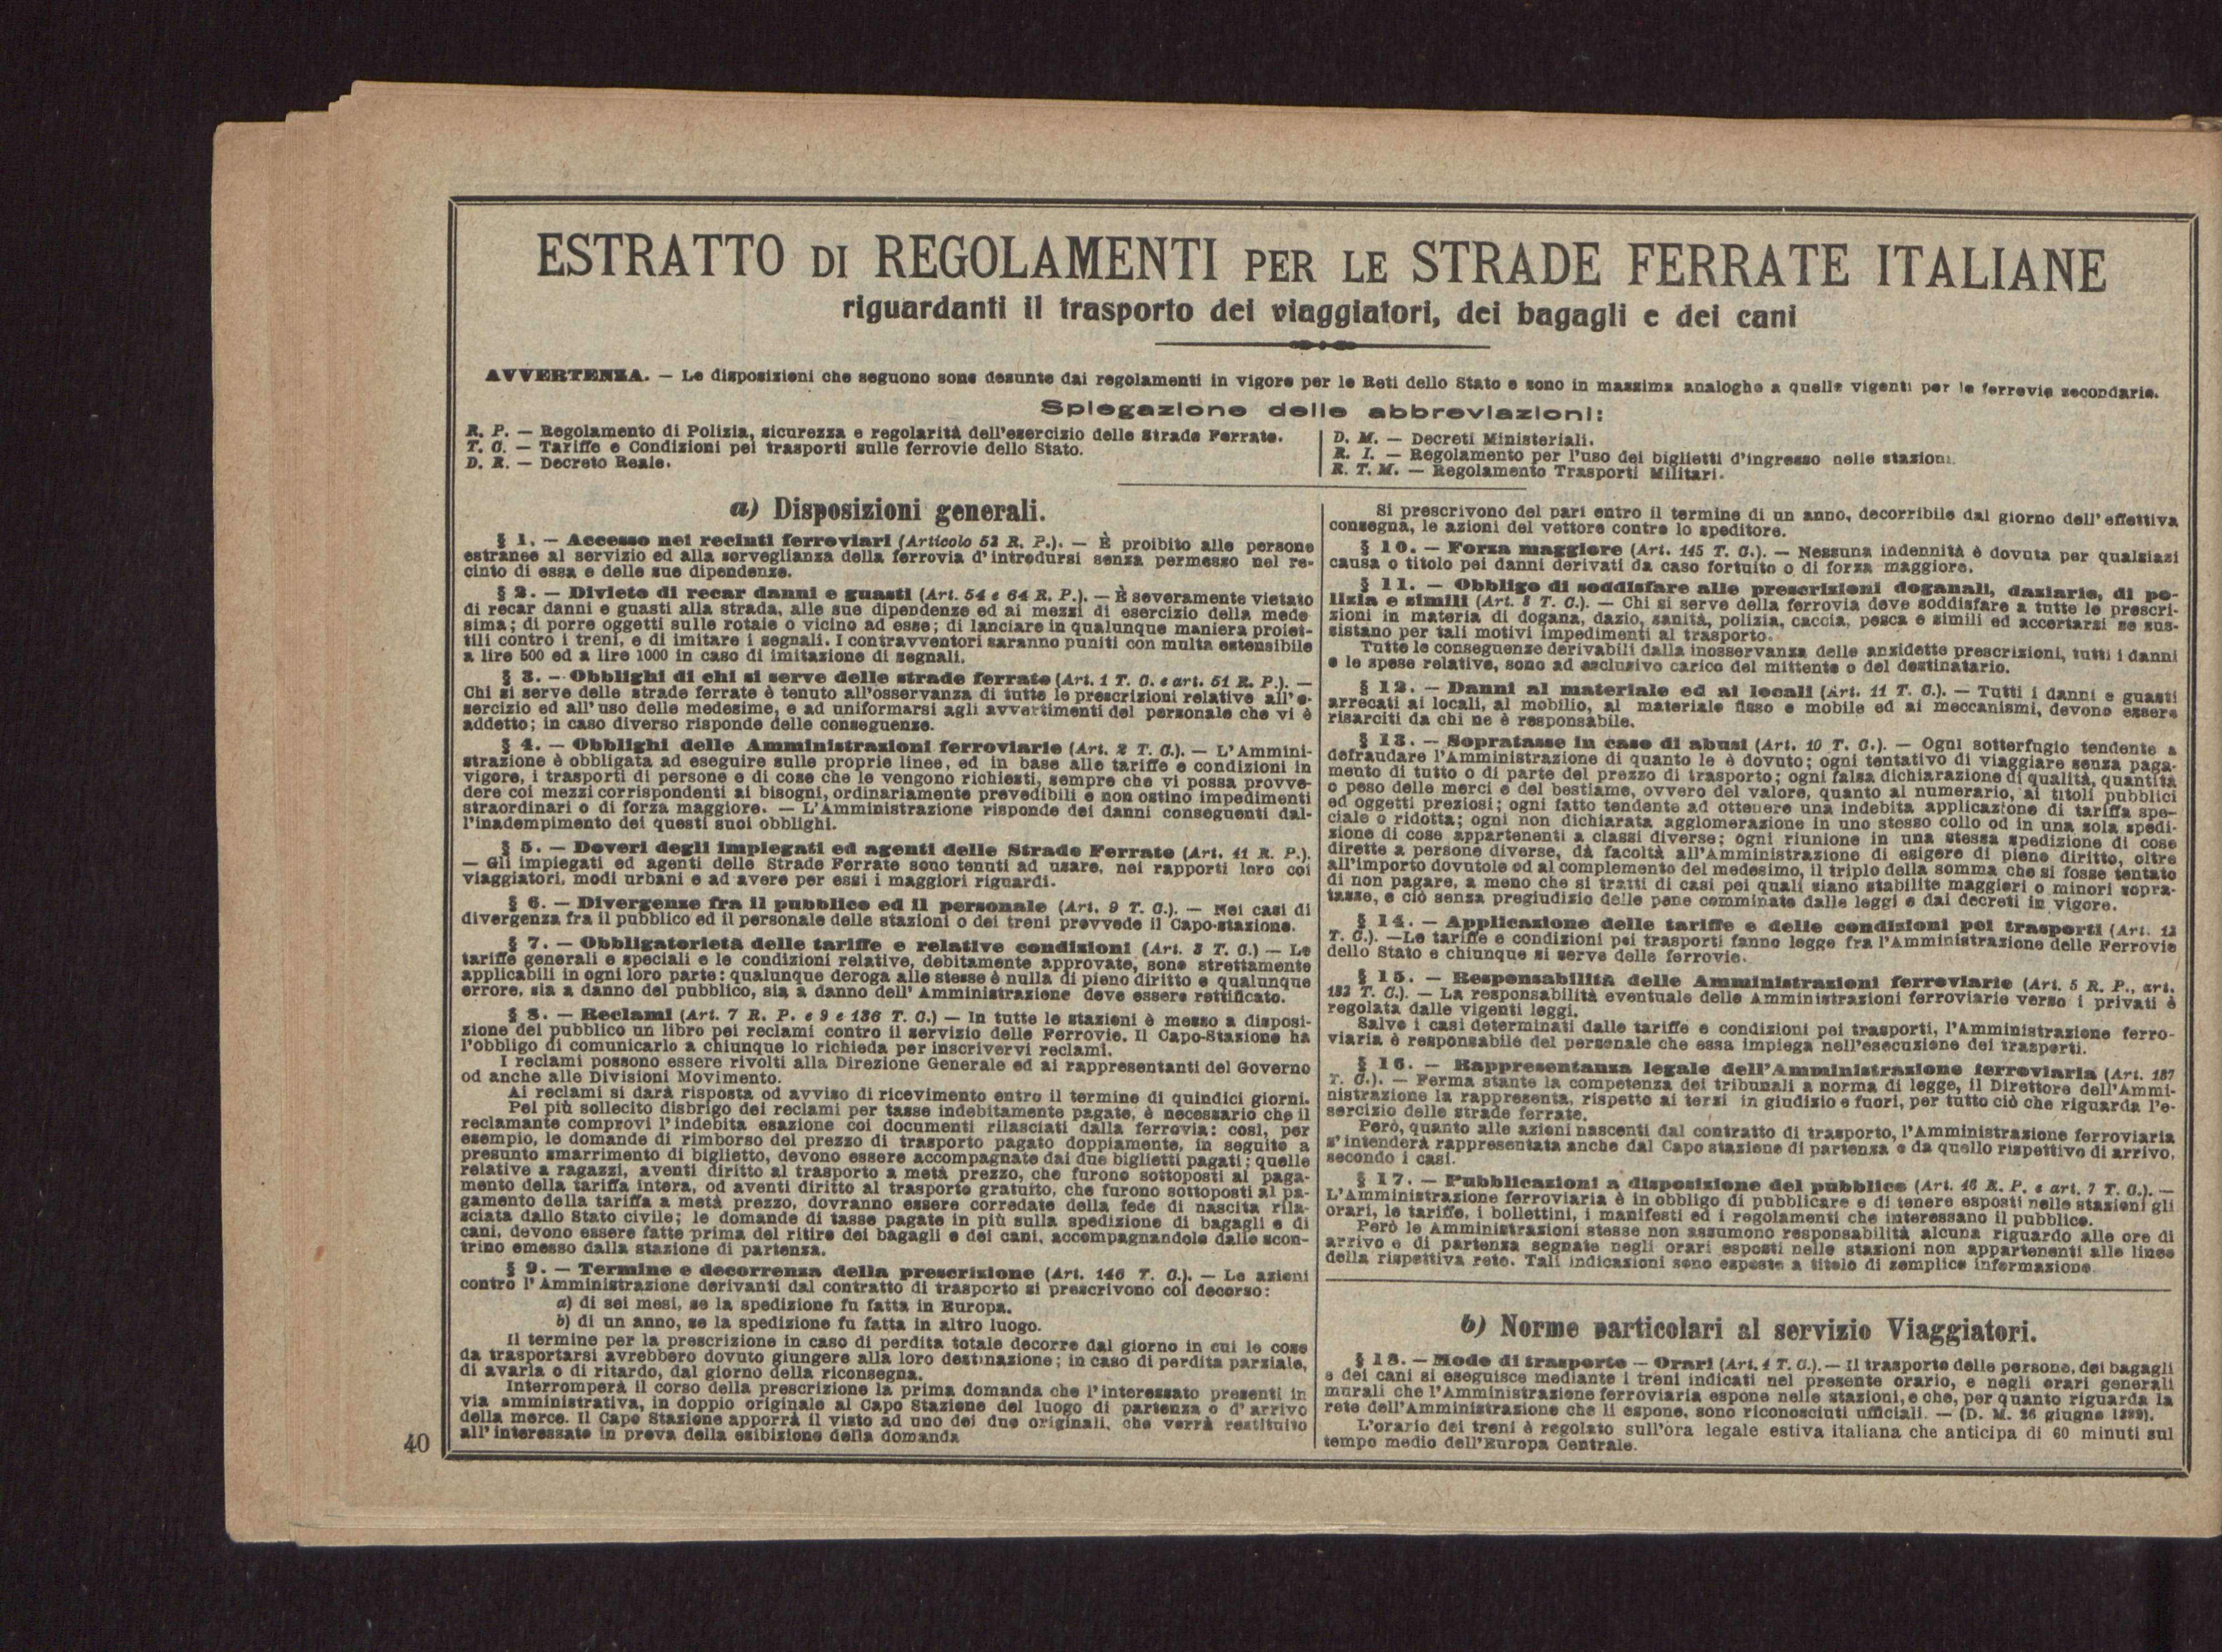 ESTRATTO DI REGOLAMENTI PER LE STRADE FERRATE ITALIANE
riguardanti il trasporto dei viaggiatori, dei bagagli e dei cani
AVVERTENZA. — Le disposizioni che seguono sono desunte dai regolamenti in vigore per le Reti dello Stato e sono in massima analoghe a quelle vigenti per le ferrovie secondarie.
Spiegazione delle abbreviazioni:
R. P. — Regolamento di Polizia, sicurezza e regolarità dell'esercizio delle Strade Ferrate.
T. C. — Tariffe e Condizioni pei trasporti sulle ferrovie dello Stato.
D. R. — Decreto Reale.
D. M. — Decreti Ministeriali.
R. I. — Regolamento per l'uso dei biglietti d'ingresso nelle stazioni.
R. T. M. — Regolamento Trasporti Militari.
a) Disposizioni generali.
§ 1. — Accesso nei recinti ferroviari (Articolo 53 R. P.). — È proibito alle persone
estranee al servizio ed alla sorveglianza della ferrovia d'introdursi senza permesso nel re-
cinto di essa e delle sue dipendenze.
§ 2. — Divieto di recar danni e guasti (Art. 54 e 64 R. P.). — È severamente vietato
di recar danni e guasti alla strada, alle sue dipendenze ed ai mezzi di esercizio della mede
sima; di porre oggetti sulle rotaie o vicino ad esse; di lanciare in qualunque maniera proiet-
tili contro i treni, e di imitare i segnali. I contravventori saranno puniti con multa estensibile
a lire 500 ed a lire 1000 in caso di imitazione di segnali.
§ 3. — Obblighi di chi si serve delle strade ferrate (Art. 1 T. C. e art. 51 R. P.). —
Chi si serve delle strade ferrate è tenuto all'osservanza di tutte le prescrizioni relative all'e-
sercizio ed all'uso delle medesime, e ad uniformarsi agli avvertimenti del personale che vi è
addetto; in caso diverso risponde delle conseguenze.
§ 4. — Obblighi delle Amministrazioni ferroviarie (Art. 2 T. C.). — L'Ammini-
strazione è obbligata ad eseguire sulle proprie linee, ed in base alle tariffe e condizioni in
vigore, i trasporti di persone e di cose che le vengono richiesti, sempre che vi possa provve-
dere coi mezzi corrispondenti ai bisogni, ordinariamente prevedibili e non ostino impedimenti
straordinari o di forza maggiore. — L'Amministrazione risponde dei danni conseguenti dal-
l'inadempimento dei questi suoi obblighi.
§ 5. — Doveri degli impiegati ed agenti delle Strade Ferrate (Art. 41 R. P.).
— Gli impiegati ed agenti delle Strade Ferrate sono tenuti ad usare, nei rapporti loro coi
viaggiatori, modi urbani e ad avere per essi i maggiori riguardi.
§ 6. — Divergenze fra il pubblico ed il personale (Art. 9 T. C.). — Nei casi di
divergenza fra il pubblico ed il personale delle stazioni o dei treni provvede il Capo-stazione.
§ 7. — Obbligatorietà delle tariffe e relative condizioni (Art. 3 T. C.) — Le
tariffe generali e speciali e le condizioni relative, debitamente approvate, sono strettamente
applicabili in ogni loro parte: qualunque deroga alle stesse è nulla di pieno diritto e qualunque
errore, sia a danno del pubblico, sia a danno dell'Amministrazione deve essere rettificato.
§ 8. — Reclami (Art. 7 R. P. e 9 e 136 T. C.) — In tutte le stazioni è messo a disposi-
zione del pubblico un libro pei reclami contro il servizio delle Ferrovie. Il Capo-Stazione ha
l'obbligo di comunicarlo a chiunque lo richieda per inscrivervi reclami.
I reclami possono essere rivolti alla Direzione Generale ed ai rappresentanti del Governo
od anche alle Divisioni Movimento.
Ai reclami si darà risposta od avviso di ricevimento entro il termine di quindici giorni.
Pel più sollecito disbrigo dei reclami per tasse indebitamente pagate, è necessario che il
reclamante comprovi l'indebita esazione coi documenti rilasciati dalla ferrovia: così, per
esempio, le domande di rimborso del prezzo di trasporto pagato doppiamente, in seguito a
presunto smarrimento di biglietto, devono essere accompagnate dai due biglietti pagati; quelle
relative a ragazzi, aventi diritto al trasporto a metà prezzo, che furono sottoposti al paga-
mento della tariffa intera, od aventi diritto al trasporto gratuito, che furono sottoposti al pa-
gamento della tariffa a metà prezzo, dovranno essere corredate della fede di nascita rila-
sciata dallo Stato civile; le domande di tasse pagate in più sulla spedizione di bagagli e di
cani, devono essere fatte prima del ritiro dei bagagli e dei cani, accompagnandole dallo scon-
trino emesso dalla stazione di partenza.
§ 9. — Termine e decorrenza della prescrizione (Art. 146 T. C.). — Le azioni
contro l'Amministrazione derivanti dal contratto di trasporto si prescrivono col decorso:
a) di sei mesi, se la spedizione fu fatta in Europa.
b) di un anno, se la spedizione fu fatta in altro luogo.
Il termine per la prescrizione in caso di perdita totale decorre dal giorno in cui le cose
da trasportarsi avrebbero dovuto giungere alla loro destinazione; in caso di perdita parziale,
di avaria o di ritardo, dal giorno della riconsegna.
Interromperà il corso della prescrizione la prima domanda che l'interessato presenti in
via amministrativa, in doppio originale al Capo Stazione del luogo di partenza o d'arrivo
della merce. Il Capo Stazione apporrà il visto ad uno dei due originali, che verrà restituito
all'interessato in prova della esibizione della domanda
Si prescrivono del pari entro il termine di un anno, decorribile dal giorno dell'effettiva
consegna, le azioni del vettore contro lo speditore.
§ 10. — Forza maggiore (Art. 145 T. C.). — Nessuna indennità è dovuta per qualsiasi
causa o titolo pei danni derivati da caso fortuito o di forza maggiore.
§ 11. — Obbligo di soddisfare alle prescrizioni doganali, daziarie, di po-
lizia e simili (Art. 8 T. C.). — Chi si serve della ferrovia deve soddisfare a tutte le prescri-
zioni in materia di dogana, dazio, sanità, polizia, caccia, pesca e simili ed accertarsi se sus-
sistano per tali motivi impedimenti al trasporto.
Tutte le conseguenze derivabili dalla inosservanza delle anzidette prescrizioni, tutti i danni
e le spese relative, sono ad esclusivo carico del mittente o del destinatario.
§ 12. — Danni al materiale ed ai locali (Art. 11 T. C.). — Tutti i danni e guasti
arrecati ai locali, al mobilio, al materiale fisso e mobile ed ai meccanismi, devono essere
risarciti da chi ne è responsabile.
§ 13. — Sopratasse in caso di abusi (Art. 10 T. C.). — Ogni sotterfugio tendente a
defraudare l'Amministrazione di quanto le è dovuto; ogni tentativo di viaggiare senza paga-
mento di tutto o di parte del prezzo di trasporto; ogni falsa dichiarazione di qualità, quantità
o peso delle merci e del bestiame, ovvero del valore, quanto al numerario, ai titoli pubblici
ed oggetti preziosi; ogni fatto tendente ad ottenere una indebita applicazione di tariffa spe-
ciale o ridotta; ogni non dichiarata agglomerazione in uno stesso collo od in una sola spedi-
zione di cose appartenenti a classi diverse; ogni riunione in una stessa spedizione di cose
dirette a persone diverse, dà facoltà all'Amministrazione di esigere di pieno diritto, oltre
all'importo dovutole od al complemento del medesimo, il triplo della somma che si fosse tentato
di non pagare, a meno che si tratti di casi pei quali siano stabilite maggiori o minori sopra-
tasse, e ciò senza pregiudizio delle pene comminate dalle leggi e dai decreti in vigore.
§ 14. — Applicazione delle tariffe e delle condizioni pei trasporti (Art. 13
T. C.). —Le tariffe e condizioni pei trasporti fanno legge fra l'Amministrazione delle Ferrovie
dello Stato e chiunque si serve delle ferrovie.
§ 15. — Responsabilità delle Amministrazioni ferroviarie (Art. 5 R. P., art.
132 T. C.). — La responsabilità eventuale delle Amministrazioni ferroviarie verso i privati è
regolata dalle vigenti leggi.
Salve i casi determinati dalle tariffe e condizioni pei trasporti, l'Amministrazione ferro-
viaria è responsabile del personale che essa impiega nell'esecuzione dei trasporti.
§ 16. — Rappresentanza legale dell'Amministrazione ferroviaria (Art. 137
T. C.). — Ferma stante la competenza dei tribunali a norma di legge, il Direttore dell'Ammi-
nistrazione la rappresenta, rispetto ai terzi in giudizio e fuori, per tutto ciò che riguarda l'e-
sercizio delle strade ferrate.
Però, quanto alle azioni nascenti dal contratto di trasporto, l'Amministrazione ferroviaria
s'intenderà rappresentata anche dal Capo stazione di partenza e da quello rispettivo di arrivo,
secondo i casi.
§ 17. — Pubblicazioni a disposizione del pubblico (Art. 16 R. P. e art. 7 T. C.). —
L'Amministrazione ferroviaria è in obbligo di pubblicare e di tenere esposti nelle stazioni gli
orari, le tariffe, i bollettini, i manifesti ed i regolamenti che interessano il pubblico.
Però le Amministrazioni stesse non assumono responsabilità alcuna riguardo alle ore di
arrivo e di partenza segnate negli orari esposti nelle stazioni non appartenenti alle linee
della rispettiva rete. Tali indicazioni sono esposte a titolo di semplice informazione.
b) Norme particolari al servizio Viaggiatori.
§ 18. — Modo di trasporto — Orari (Art. 4 T. C.). — Il trasporto delle persone, dei bagagli
e dei cani si eseguisce mediante i treni indicati nel presente orario, e negli orari generali
murali che l'Amministrazione ferroviaria espone nelle stazioni, e che, per quanto riguarda la
rete dell'Amministrazione che li espone, sono riconosciuti ufficiali. — (D. M. 26 giugno 1889).
L'orario dei treni è regolato sull'ora legale estiva italiana che anticipa di 60 minuti sul
tempo medio dell'Europa Centrale.
40